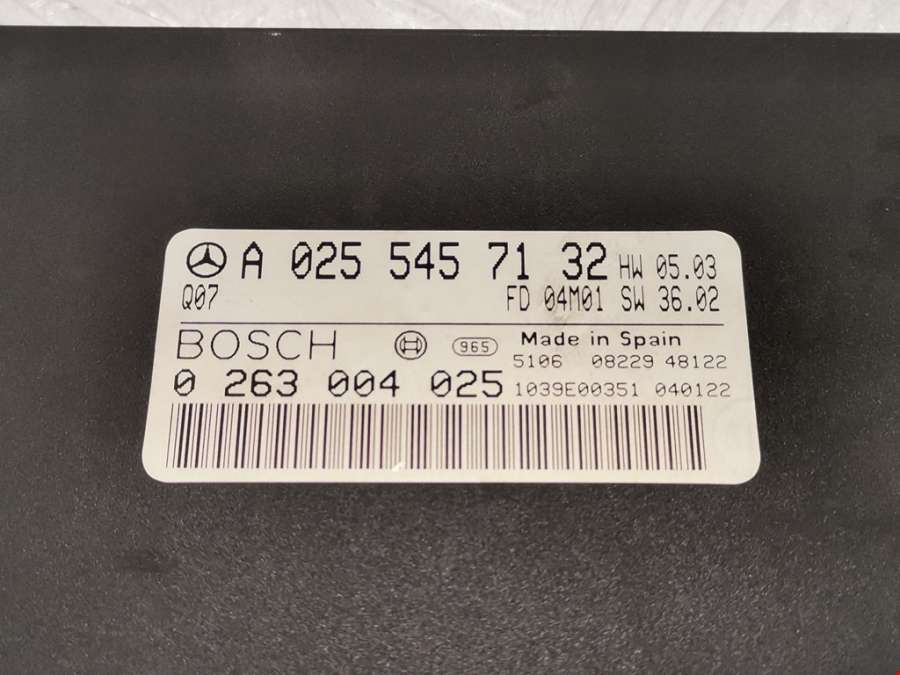 A 025 545 71 32 HW 05.03
Q07 FD 04M01 SW 36.02
BOSCH 965 Made in Spain
5106 08229 48122
0 263 004 025 1039E00351 040122